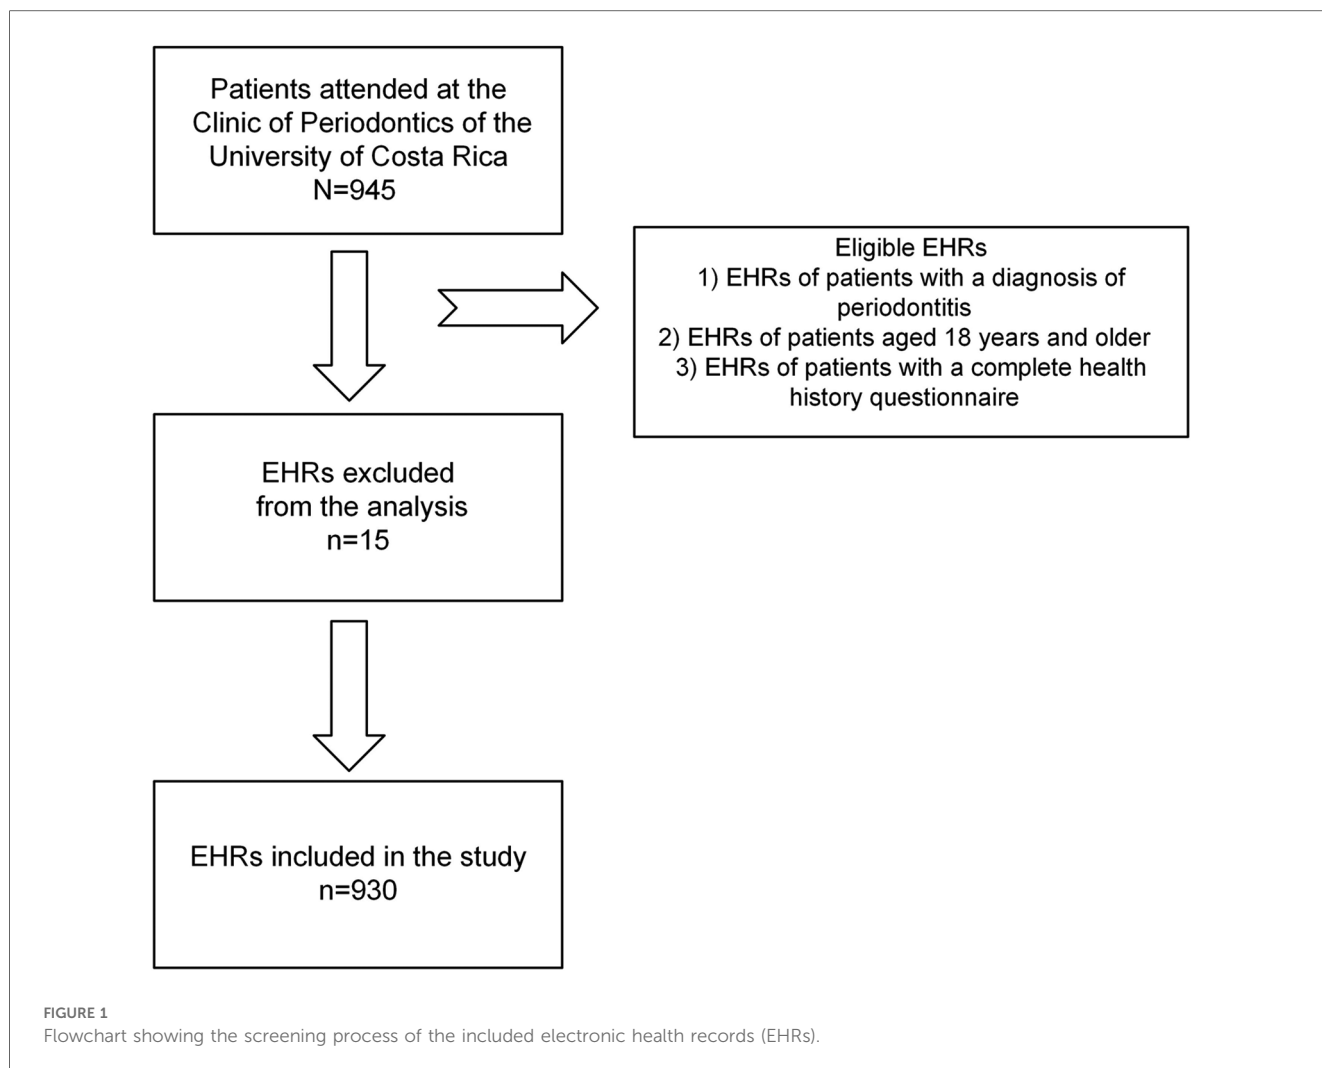 Patients attended at the
Clinic of Periodontics of the
University of Costa Rica
N=945
Eligible EHRs
1) EHRs of patients with a diagnosis of
periodontitis
2) EHRs of patients aged 18 years and older
3) EHRs of patients with a complete health
history questionnaire
EHRs excluded
from the analysis
n=15
EHRs included in the study
n=930
FIGURE 1
Flowchart showing the screening process of the included electronic health records (EHRs).